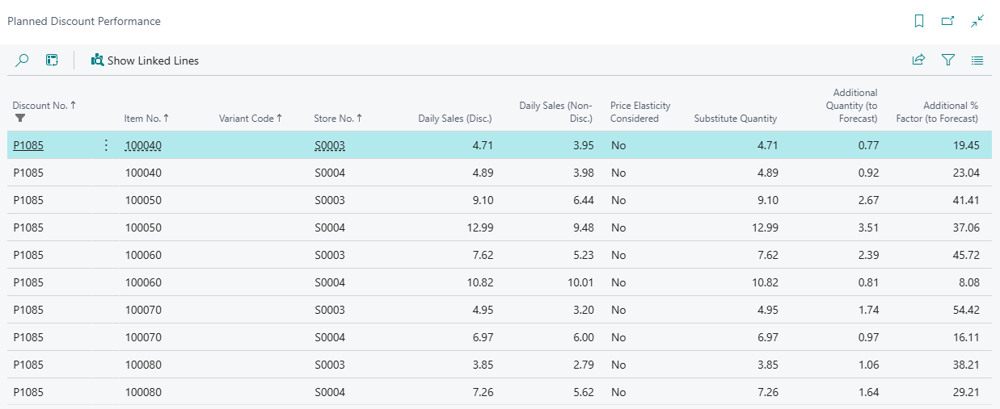 Planned Discount Performance
Show Linked Lines
Discount No. ↑ Item No. ↑ Variant Code ↑ Store No. ↑ Daily Sales (Disc.) Daily Sales (Non-Disc.) Price Elasticity Considered Substitute Quantity Additional Quantity (to Forecast) Additional % Factor (to Forecast)
P1085 100040 S0003 4.71 3.95 No 4.71 0.77 19.45
P1085 100040 S0004 4.89 3.98 No 4.89 0.92 23.04
P1085 100050 S0003 9.10 6.44 No 9.10 2.67 41.41
P1085 100050 S0004 12.99 9.48 No 12.99 3.51 37.06
P1085 100060 S0003 7.62 5.23 No 7.62 2.39 45.72
P1085 100060 S0004 10.82 10.01 No 10.82 0.81 8.08
P1085 100070 S0003 4.95 3.20 No 4.95 1.74 54.42
P1085 100070 S0004 6.97 6.00 No 6.97 0.97 16.11
P1085 100080 S0003 3.85 2.79 No 3.85 1.06 38.21
P1085 100080 S0004 7.26 5.62 No 7.26 1.64 29.21